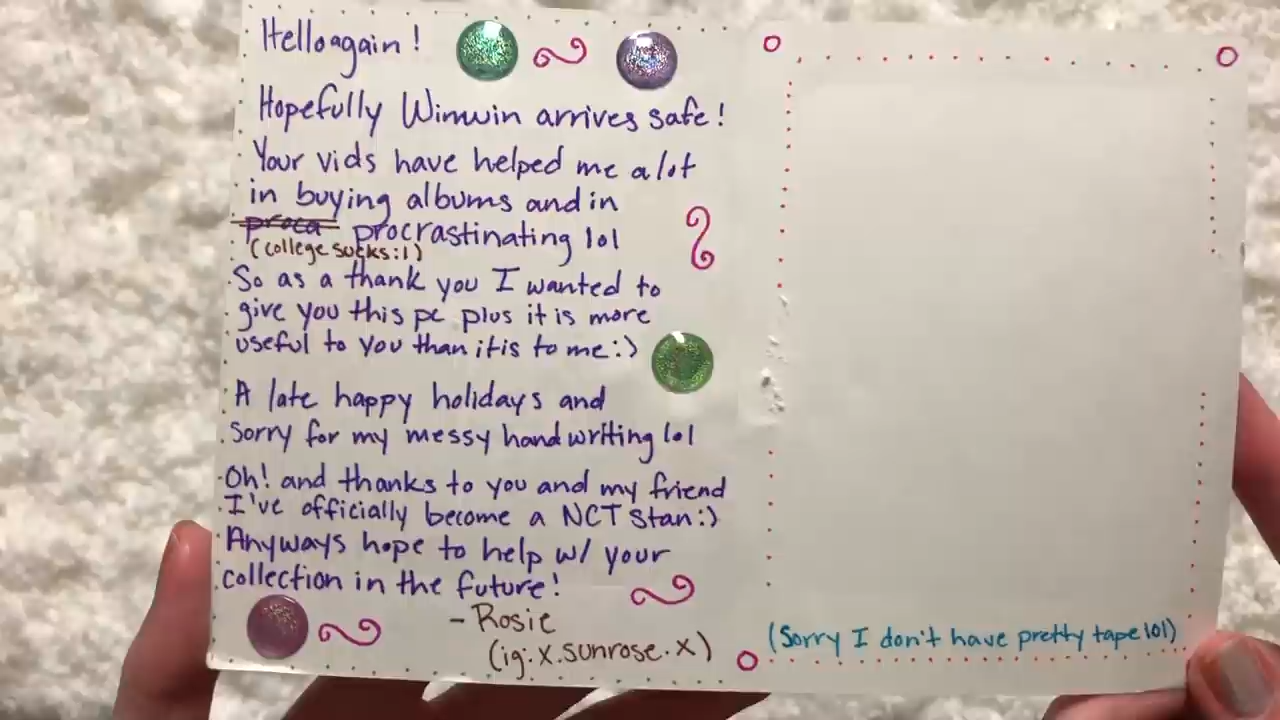 Hello again!
Hopefully Winwin arrives safe!
Your vids have helped me a lot
in buying albums and in
proca procrastinating lol
(college sucks:l)
So as a thank you I wanted to
give you this pc plus it is more
useful to you than it is to me:)
A late happy holidays and
sorry for my messy handwriting lol
Oh! and thanks to you and my friend
I've officially become a NCT stan:)
Anyways hope to help w/ your
collection in the future!
- Rosie
(ig: x.sunrose.x)
(Sorry I don't have pretty tape lol)